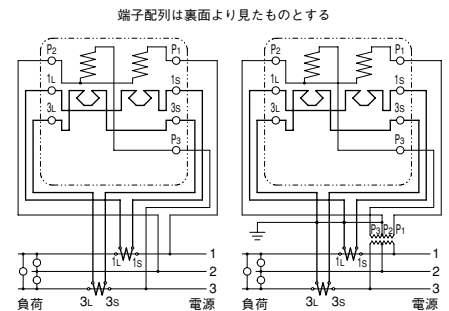 端子配列は裏面より見たものとする
P2 P1
1L 1S
3L 3S
P3
1L 1S
1
2
3
負荷 3L 3S 電源
P2 P1
1L 1S
3L 3S
P3
P3 P2 P1
1L 1S
1
2
3
負荷 3L 3S 電源